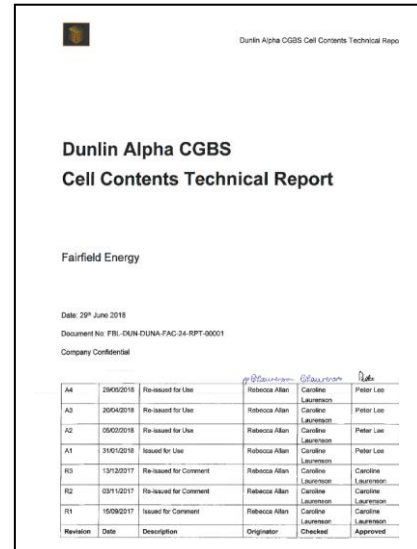 Dunlin Alpha CGBS Cell Contents Technical Repo
Dunlin Alpha CGBS
Cell Contents Technical Report
Fairfield Energy
Date: 29th June 2018
Document No: FBL-DUN-DUNA-FAC-24-RPT-00001
Company Confidential
A4 29/06/2018 Re-issued for Use Rebecca Allan Caroline Laurenson Peter Lee
A3 20/04/2018 Re-issued for Use Rebecca Allan Caroline Laurenson Peter Lee
A2 05/02/2018 Re-issued for Use Rebecca Allan Caroline Laurenson Peter Lee
A1 31/01/2018 Issued for Use Rebecca Allan Caroline Laurenson Peter Lee
R3 13/12/2017 Re-issued for Comment Rebecca Allan Caroline Laurenson Caroline Laurenson
R2 03/11/2017 Re-issued for Comment Rebecca Allan Caroline Laurenson Caroline Laurenson
R1 15/09/2017 Issued for Comment Rebecca Allan Caroline Laurenson Caroline Laurenson
Revision Date Description Originator Checked Approved